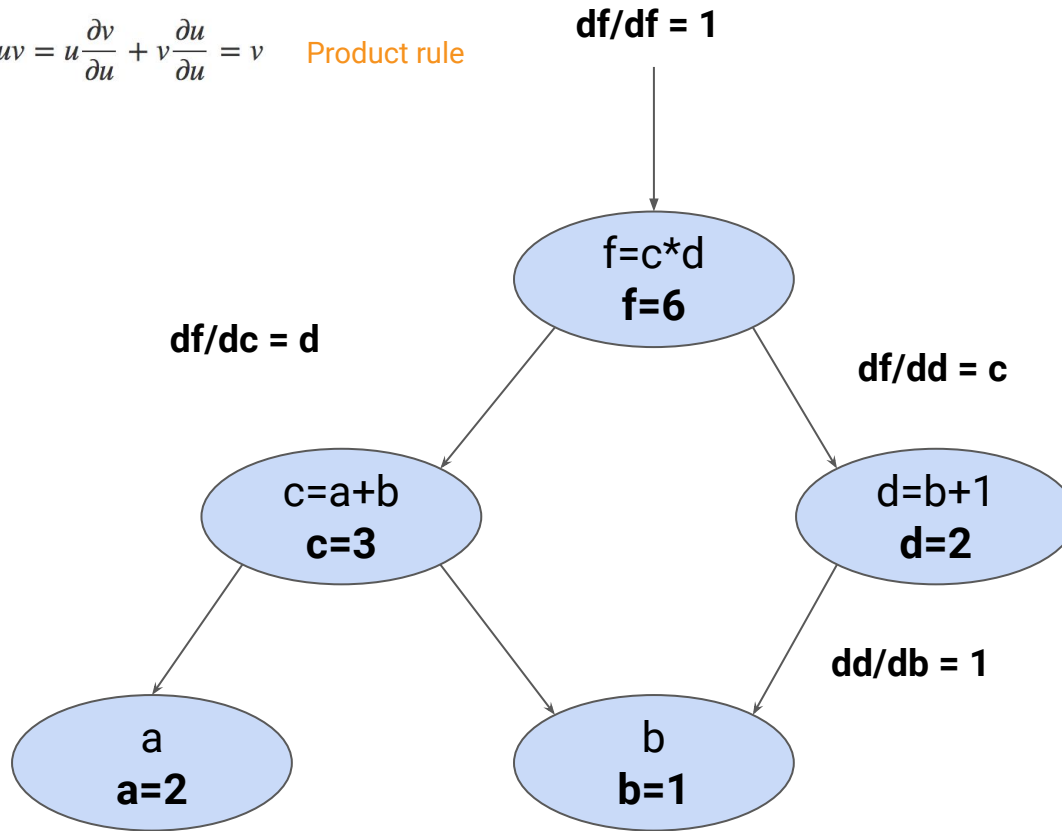 df/df = 1
uv = u ∂v/∂u + v ∂u/∂u = v Product rule
f=c*d
f=6
df/dc = d
df/dd = c
c=a+b
c=3
d=b+1
d=2
dd/db = 1
a
a=2
b
b=1